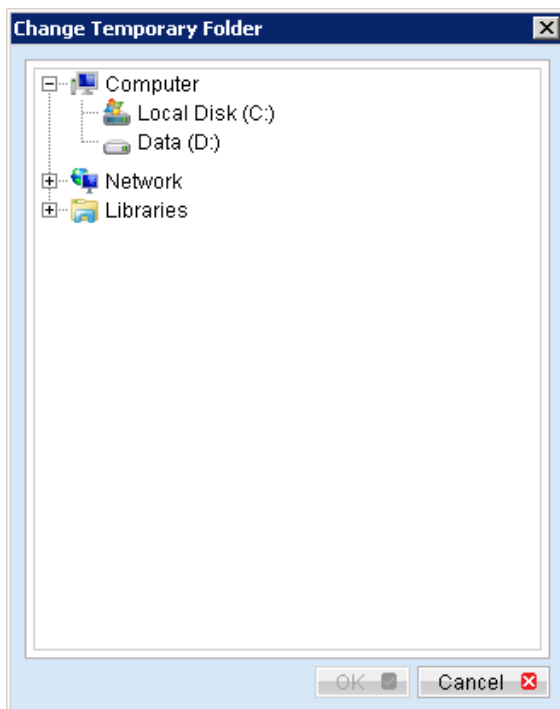 Change Temporary Folder
Computer
Local Disk (C:)
Data (D:)
Network
Libraries
OK
Cancel